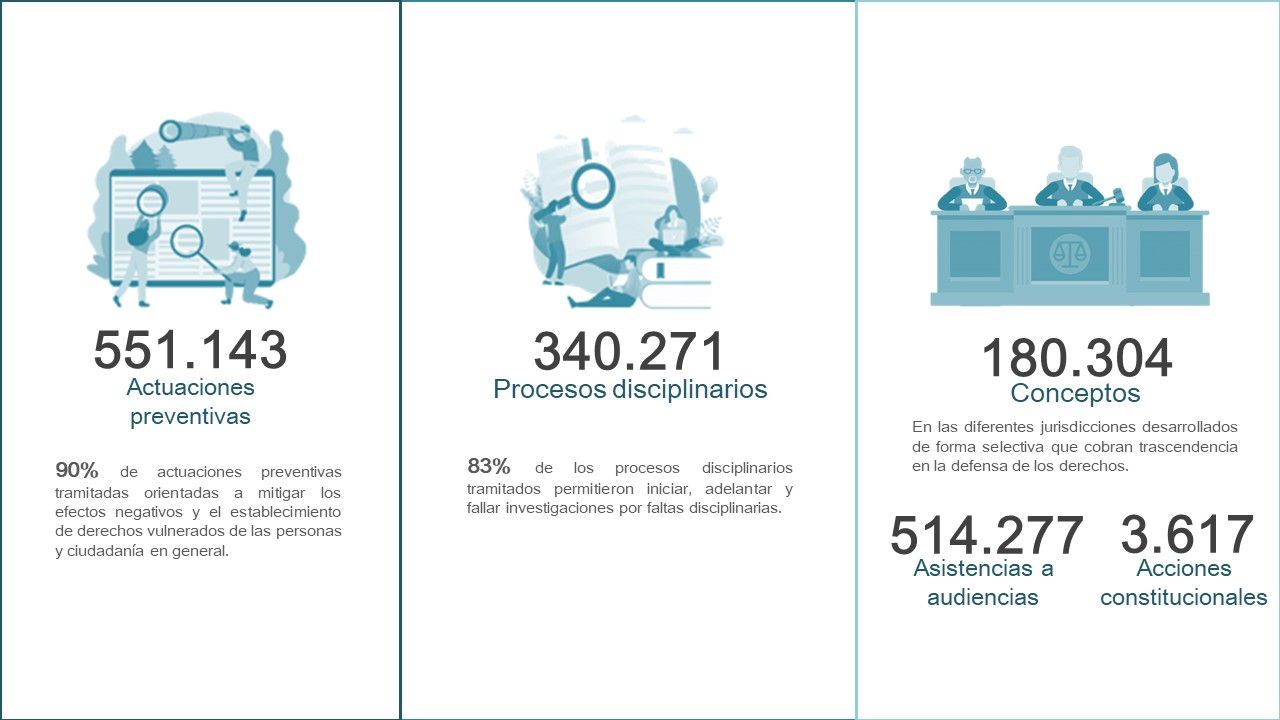 551.143
Actuaciones
preventivas
90% de actuaciones preventivas
tramitadas orientadas a mitigar los
efectos negativos y el establecimiento
de derechos vulnerados de las personas
y ciudadanía en general.
340.271
Procesos disciplinarios
83% de los procesos disciplinarios
tramitados permitieron iniciar, adelantar y
fallar investigaciones por faltas disciplinarias.
180.304
Conceptos
En las diferentes jurisdicciones desarrollados
de forma selectiva que cobran trascendencia
en la defensa de los derechos.
514.277
Asistencias a
audiencias
3.617
Acciones
constitucionales